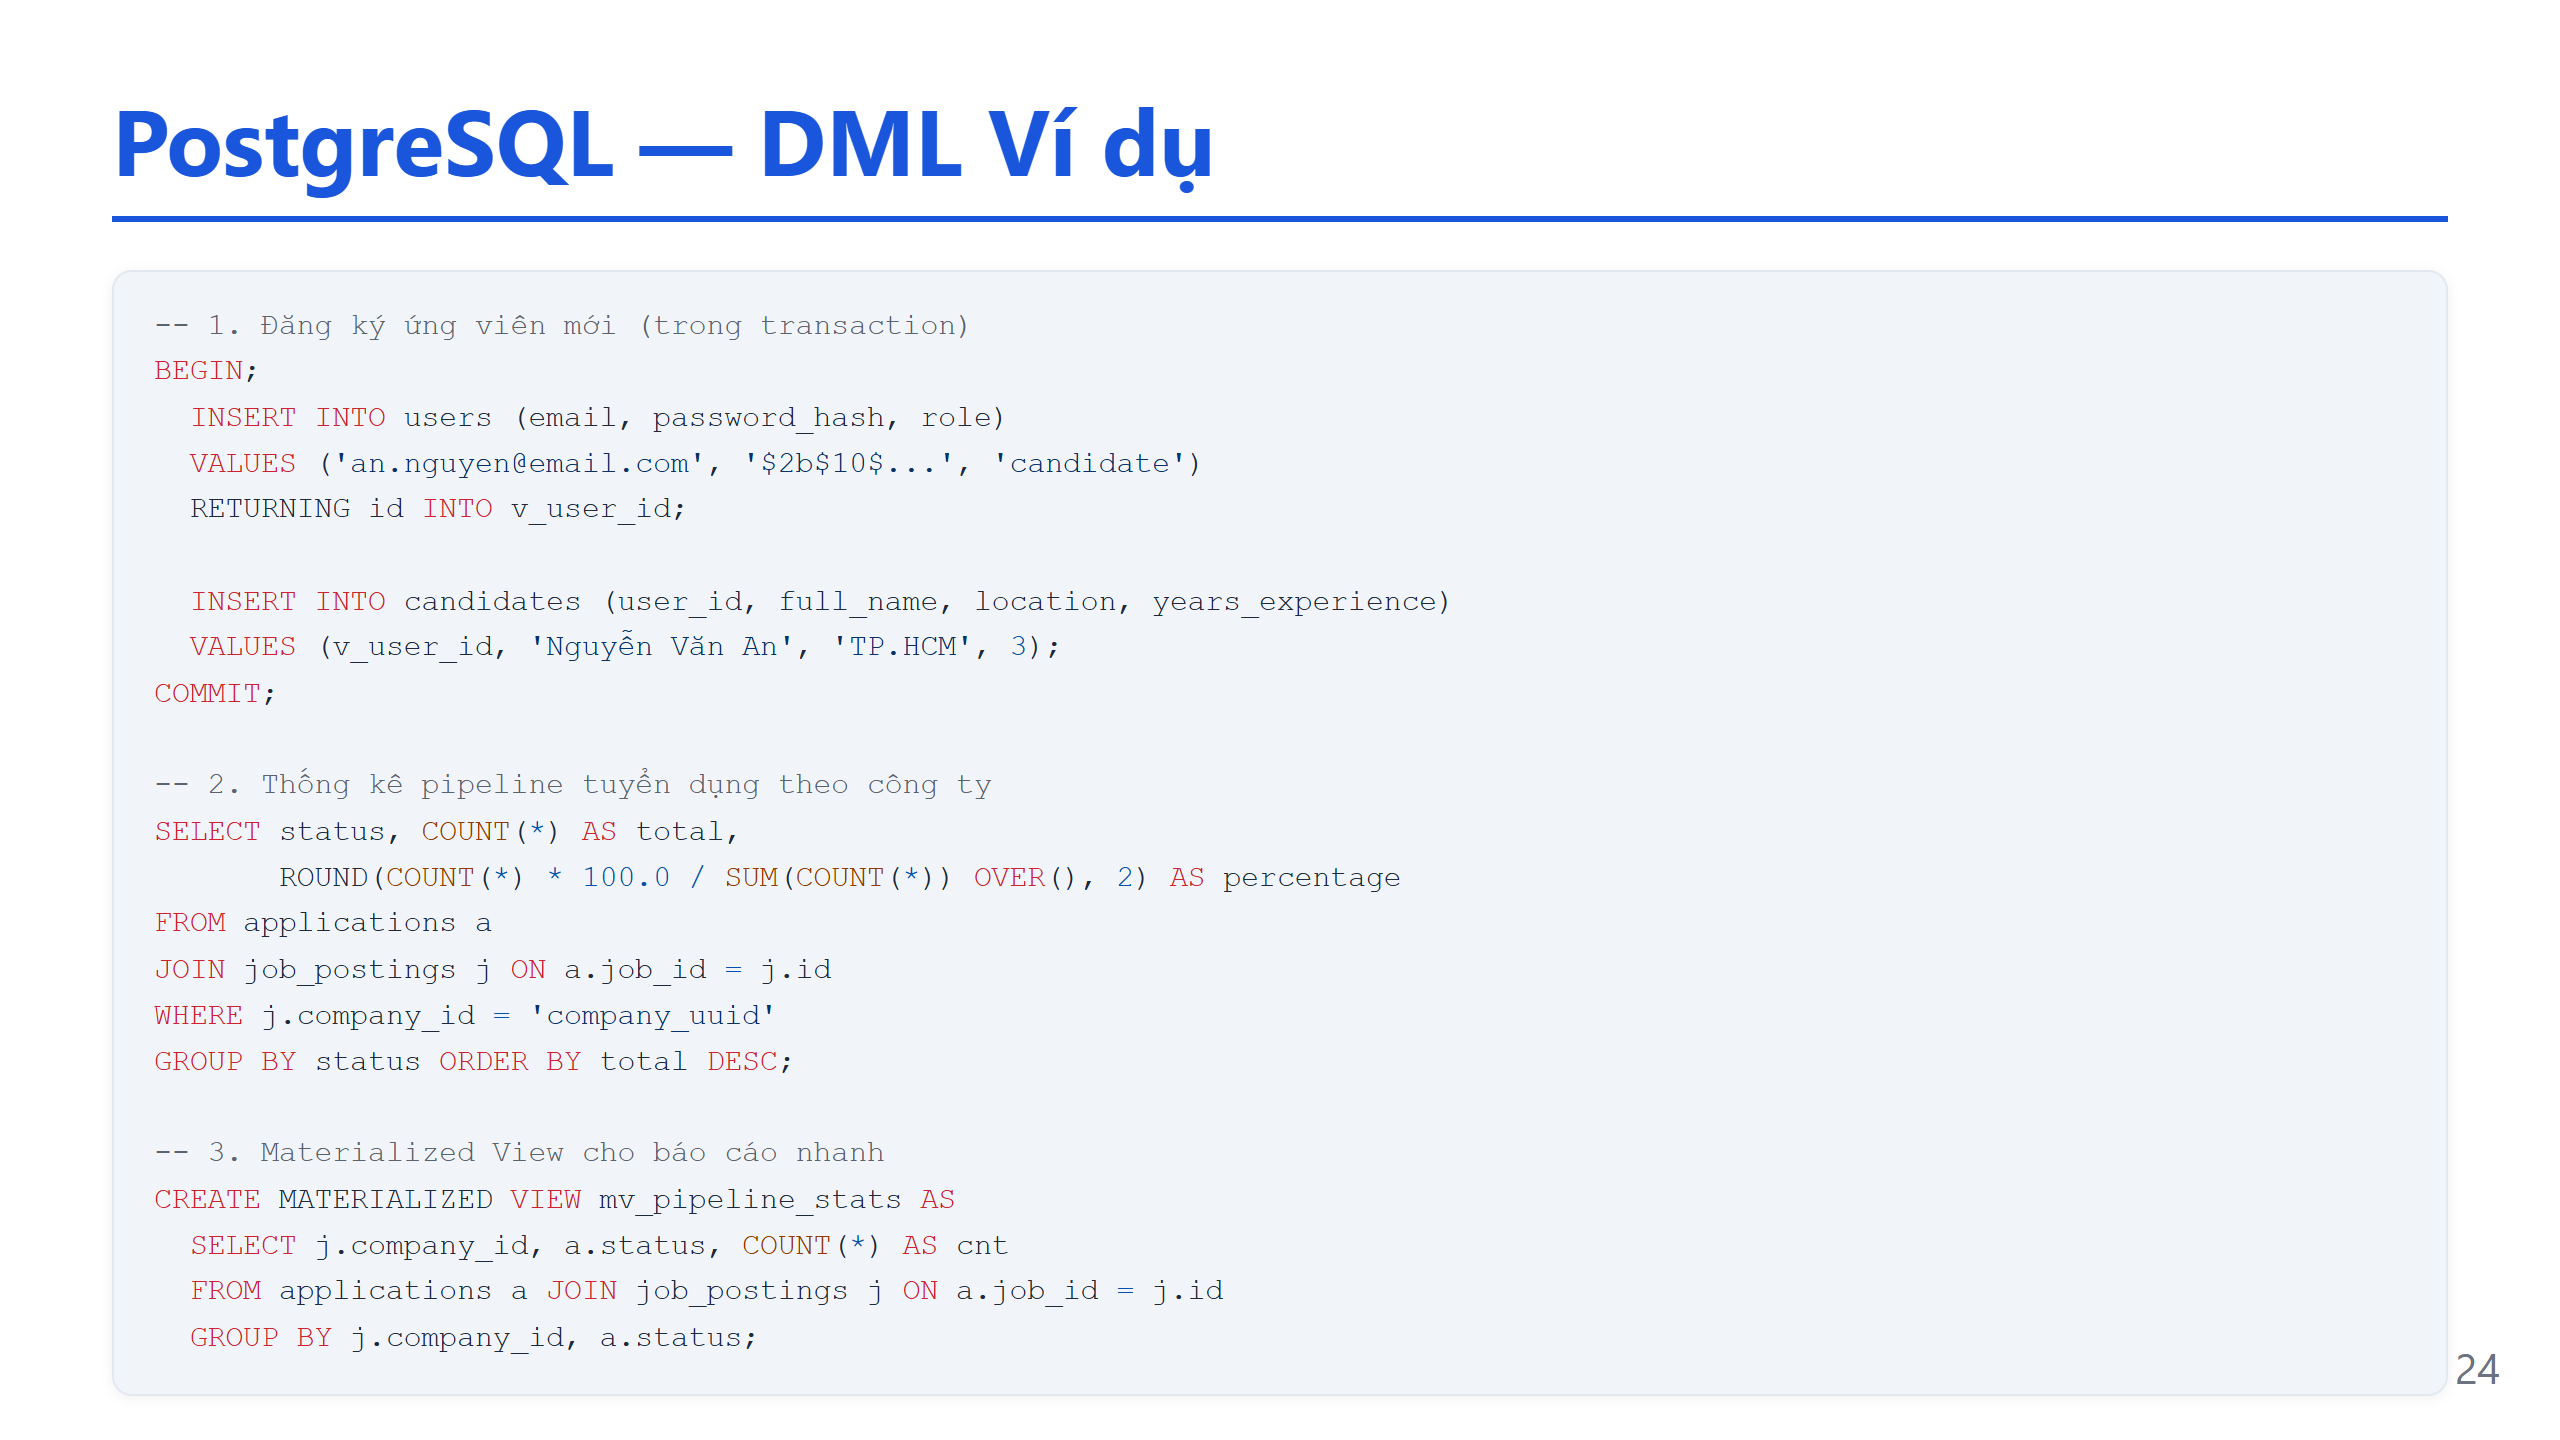 PostgreSQL — DML Ví dụ
-- 1. Đăng ký ứng viên mới (trong transaction)
BEGIN;
  INSERT INTO users (email, password_hash, role)
  VALUES ('an.nguyen@email.com', '$2b$10$...', 'candidate')
  RETURNING id INTO v_user_id;

  INSERT INTO candidates (user_id, full_name, location, years_experience)
  VALUES (v_user_id, 'Nguyễn Văn An', 'TP.HCM', 3);
COMMIT;

-- 2. Thống kê pipeline tuyển dụng theo công ty
SELECT status, COUNT(*) AS total,
       ROUND(COUNT(*) * 100.0 / SUM(COUNT(*)) OVER(), 2) AS percentage
FROM applications a
JOIN job_postings j ON a.job_id = j.id
WHERE j.company_id = 'company_uuid'
GROUP BY status ORDER BY total DESC;

-- 3. Materialized View cho báo cáo nhanh
CREATE MATERIALIZED VIEW mv_pipeline_stats AS
  SELECT j.company_id, a.status, COUNT(*) AS cnt
  FROM applications a JOIN job_postings j ON a.job_id = j.id
  GROUP BY j.company_id, a.status;
24